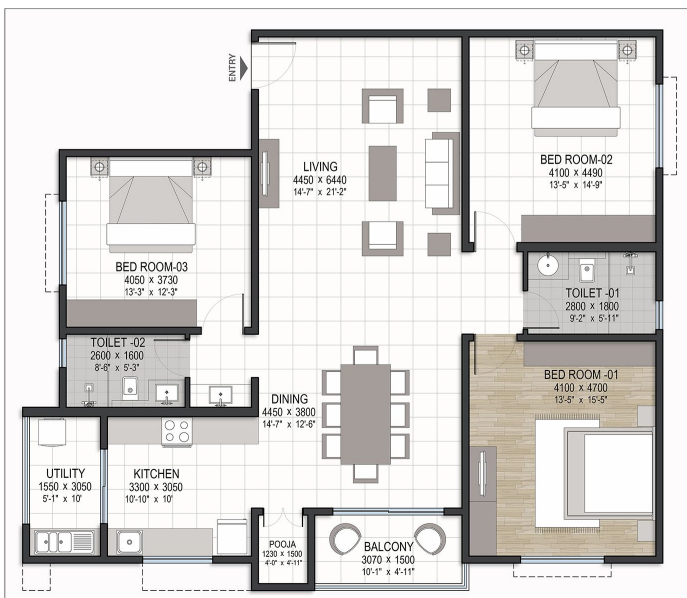 ENTRY
LIVING
4450 x 6440
14'-7" x 21'-2"
BED ROOM-02
4100 x 4490
13'-5" x 14'-9"
BED ROOM-03
4050 x 3730
13'-3" x 12'-3"
TOILET -01
2800 x 1800
9'-2" x 5'-11"
TOILET -02
2600 x 1600
8'-6" x 5'-3"
BED ROOM -01
4100 x 4700
13'-5" x 15'-5"
DINING
4450 x 3800
14'-7" x 12'-6"
UTILITY
1550 x 3050
5'-1" x 10'
KITCHEN
3300 x 3050
10'-10" x 10'
POOJA
1230 x 1500
4'-0" x 4'-11"
BALCONY
3070 x 1500
10'-1" x 4'-11"